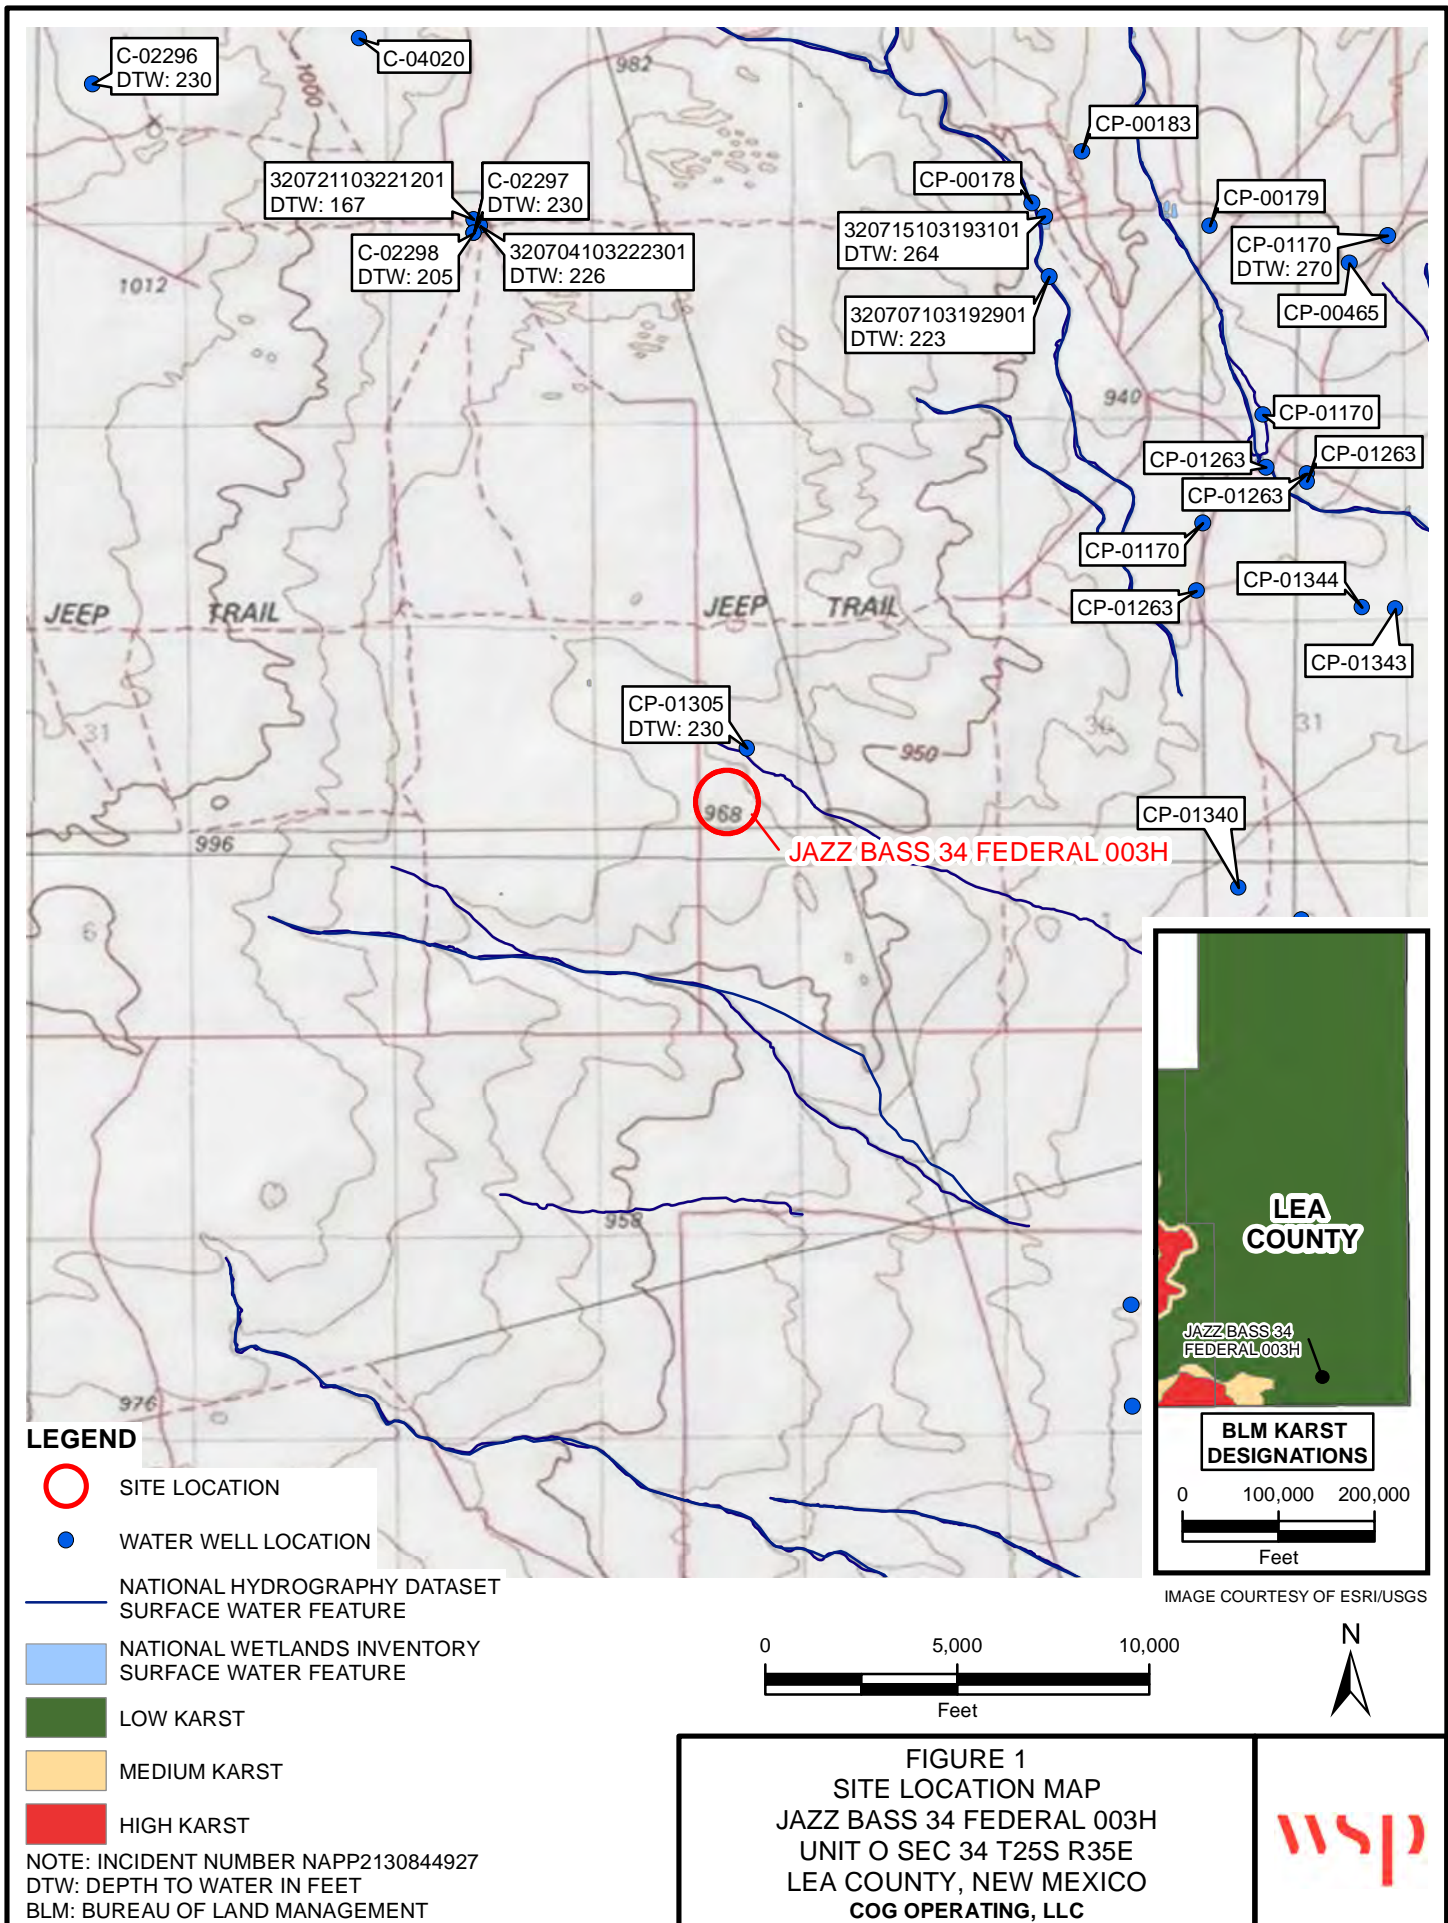 C-02296
DTW: 230
C-04020
1000
982
CP-00183
320721103221201
DTW: 167
C-02297
DTW: 230
CP-00178
CP-00179
320715103193101
DTW: 264
CP-01170
DTW: 270
C-02298
DTW: 205
320704103222301
DTW: 226
1012
CP-00465
320707103192901
DTW: 223
940
CP-01170
CP-01263
CP-01263
CP-01263
CP-01170
CP-01344
CP-01263
JEEP TRAIL
JEEP TRAIL
CP-01343
CP-01305
DTW: 230
31
36
31
950
968
CP-01340
996
JAZZ BASS 34 FEDERAL 003H
6
LEA
COUNTY
958
JAZZ BASS 34
FEDERAL 003H
976
BLM KARST
DESIGNATIONS
0 100,000 200,000
Feet
LEGEND
SITE LOCATION
WATER WELL LOCATION
NATIONAL HYDROGRAPHY DATASET
SURFACE WATER FEATURE
NATIONAL WETLANDS INVENTORY
SURFACE WATER FEATURE
LOW KARST
MEDIUM KARST
HIGH KARST
NOTE: INCIDENT NUMBER NAPP2130844927
DTW: DEPTH TO WATER IN FEET
BLM: BUREAU OF LAND MANAGEMENT
IMAGE COURTESY OF ESRI/USGS
0 5,000 10,000
Feet
N
FIGURE 1
SITE LOCATION MAP
JAZZ BASS 34 FEDERAL 003H
UNIT O SEC 34 T25S R35E
LEA COUNTY, NEW MEXICO
COG OPERATING, LLC
wsp